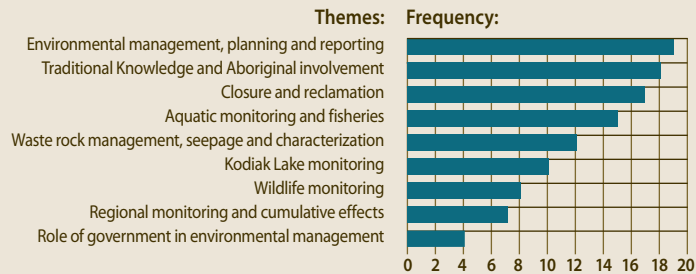 Themes: Frequency:
Environmental management, planning and reporting
Traditional Knowledge and Aboriginal involvement
Closure and reclamation
Aquatic monitoring and fisheries
Waste rock management, seepage and characterization
Kodiak Lake monitoring
Wildlife monitoring
Regional monitoring and cumulative effects
Role of government in environmental management
0 2 4 6 8 10 12 14 16 18 20